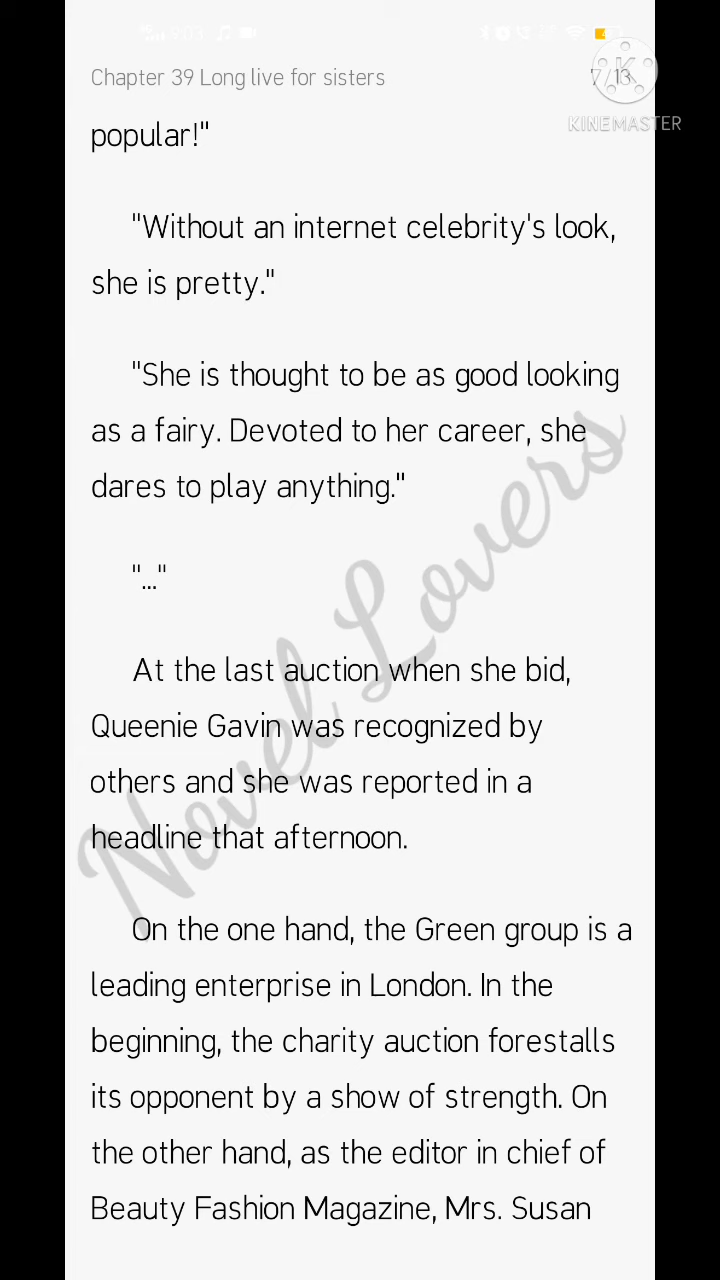 9:03
Chapter 39 Long live for sisters
7/13
KINEMASTER
popular!"
"Without an internet celebrity's look,
she is pretty."
"She is thought to be as good looking
as a fairy. Devoted to her career, she
dares to play anything."
"..."
At the last auction when she bid,
Queenie Gavin was recognized by
others and she was reported in a
headline that afternoon.
On the one hand, the Green group is a
leading enterprise in London. In the
beginning, the charity auction forestalls
its opponent by a show of strength. On
the other hand, as the editor in chief of
Beauty Fashion Magazine, Mrs. Susan
Novel Lovers